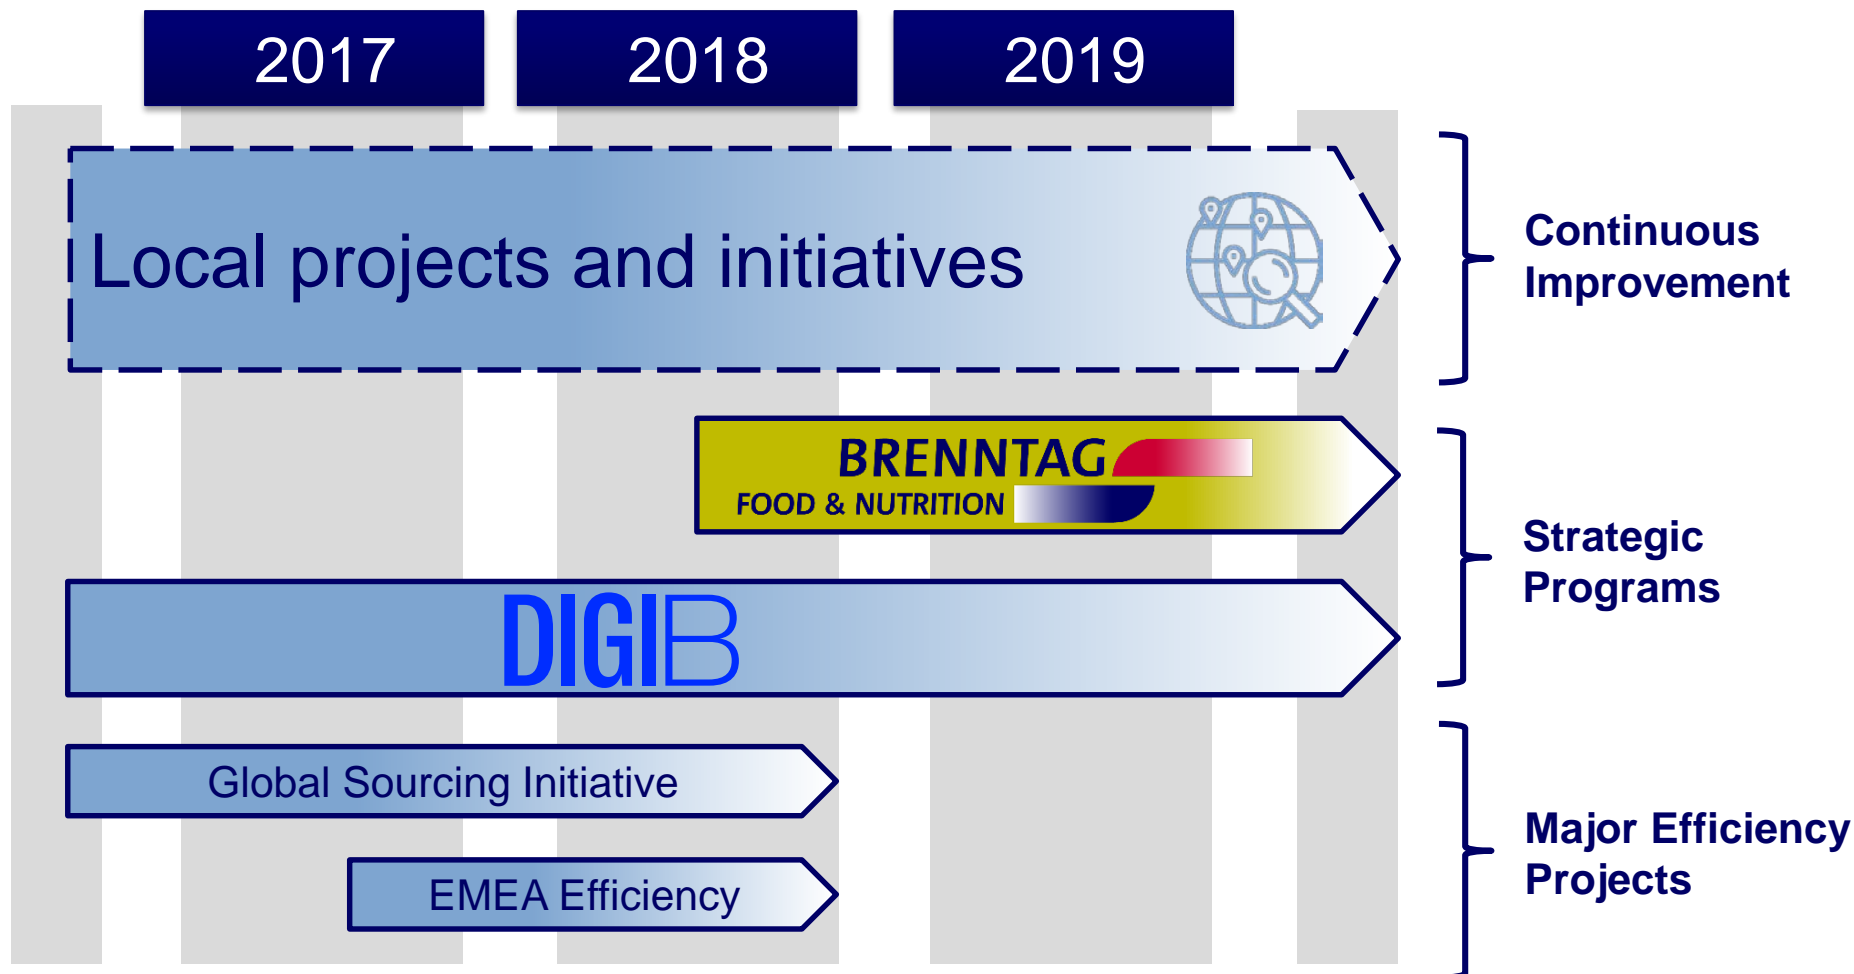 2017 2018 2019
Local projects and initiatives
Continuous
Improvement
BRENNTAG
FOOD & NUTRITION
DIGIB
Strategic
Programs
Global Sourcing Initiative
EMEA Efficiency
Major Efficiency
Projects